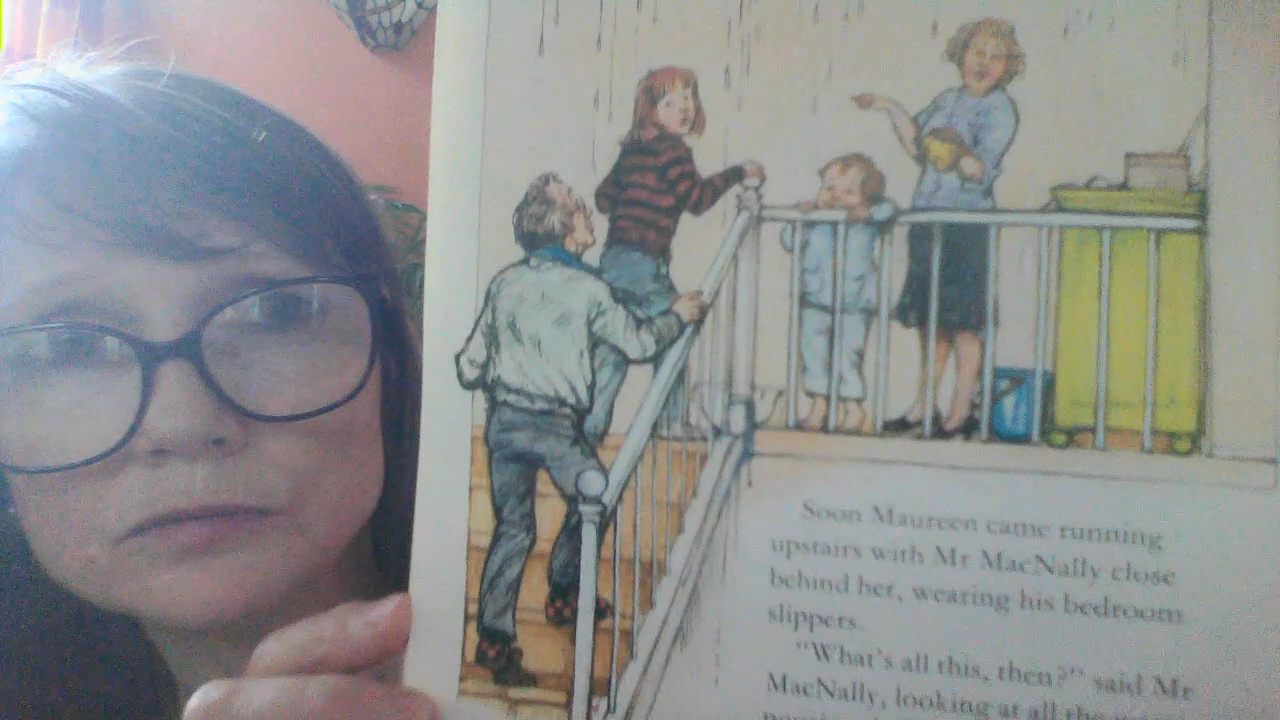 Soon Maureen came running
upstairs with Mr MacNally close
behind her, wearing his bedroom
slippers.
"What's all this, then?" said Mr
MacNally, looking at all the